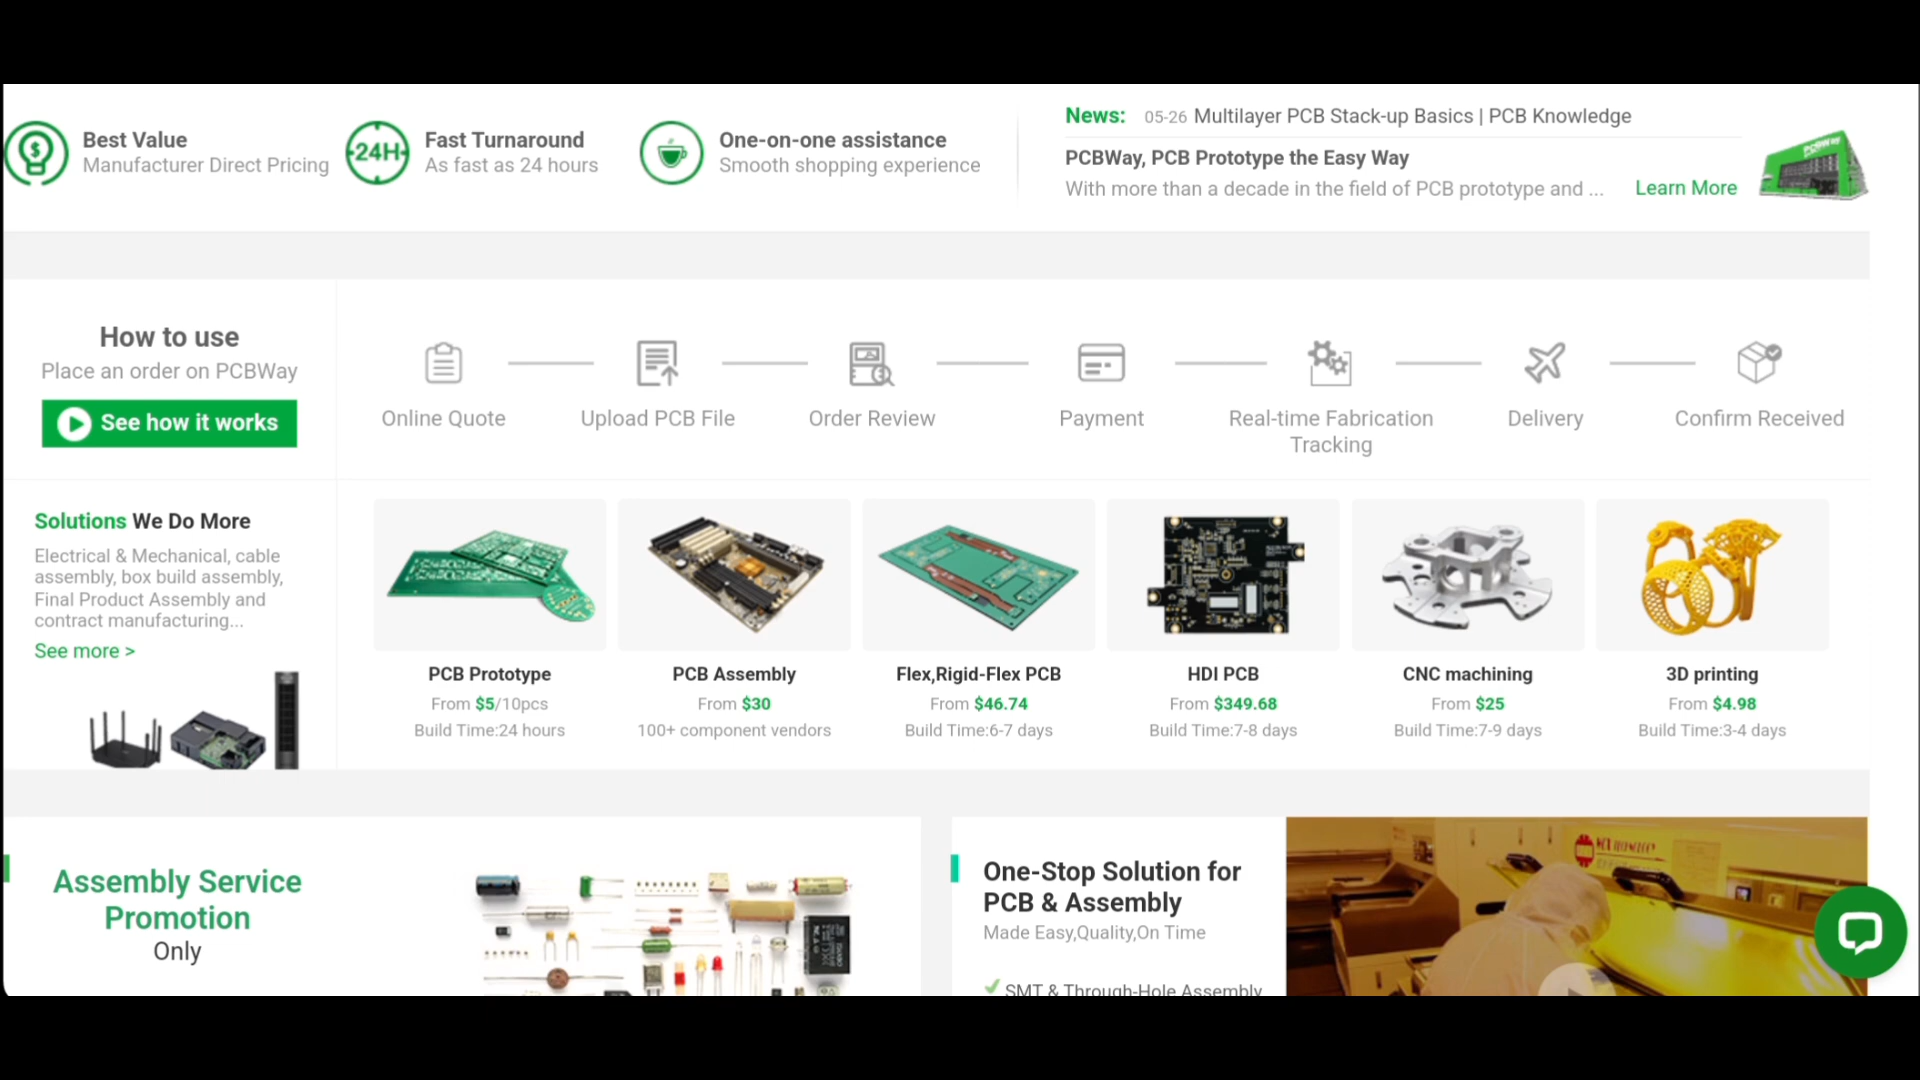 Best Value
Manufacturer Direct Pricing
24H
Fast Turnaround
As fast as 24 hours
One-on-one assistance
Smooth shopping experience
News: 05-26 Multilayer PCB Stack-up Basics | PCB Knowledge
PCBWay, PCB Prototype the Easy Way
With more than a decade in the field of PCB prototype and ... Learn More
PCBWay
How to use
Place an order on PCBWay
See how it works
Online Quote
Upload PCB File
Order Review
Payment
Real-time Fabrication
Tracking
Delivery
Confirm Received
Solutions We Do More
Electrical & Mechanical, cable
assembly, box build assembly,
Final Product Assembly and
contract manufacturing...
See more >
PCB Prototype
From $5/10pcs
Build Time:24 hours
PCB Assembly
From $30
100+ component vendors
Flex,Rigid-Flex PCB
From $46.74
Build Time:6-7 days
HDI PCB
From $349.68
Build Time:7-8 days
CNC machining
From $25
Build Time:7-9 days
3D printing
From $4.98
Build Time:3-4 days
Assembly Service
Promotion
Only
One-Stop Solution for
PCB & Assembly
Made Easy,Quality,On Time
SMT & Through-Hole Assembly